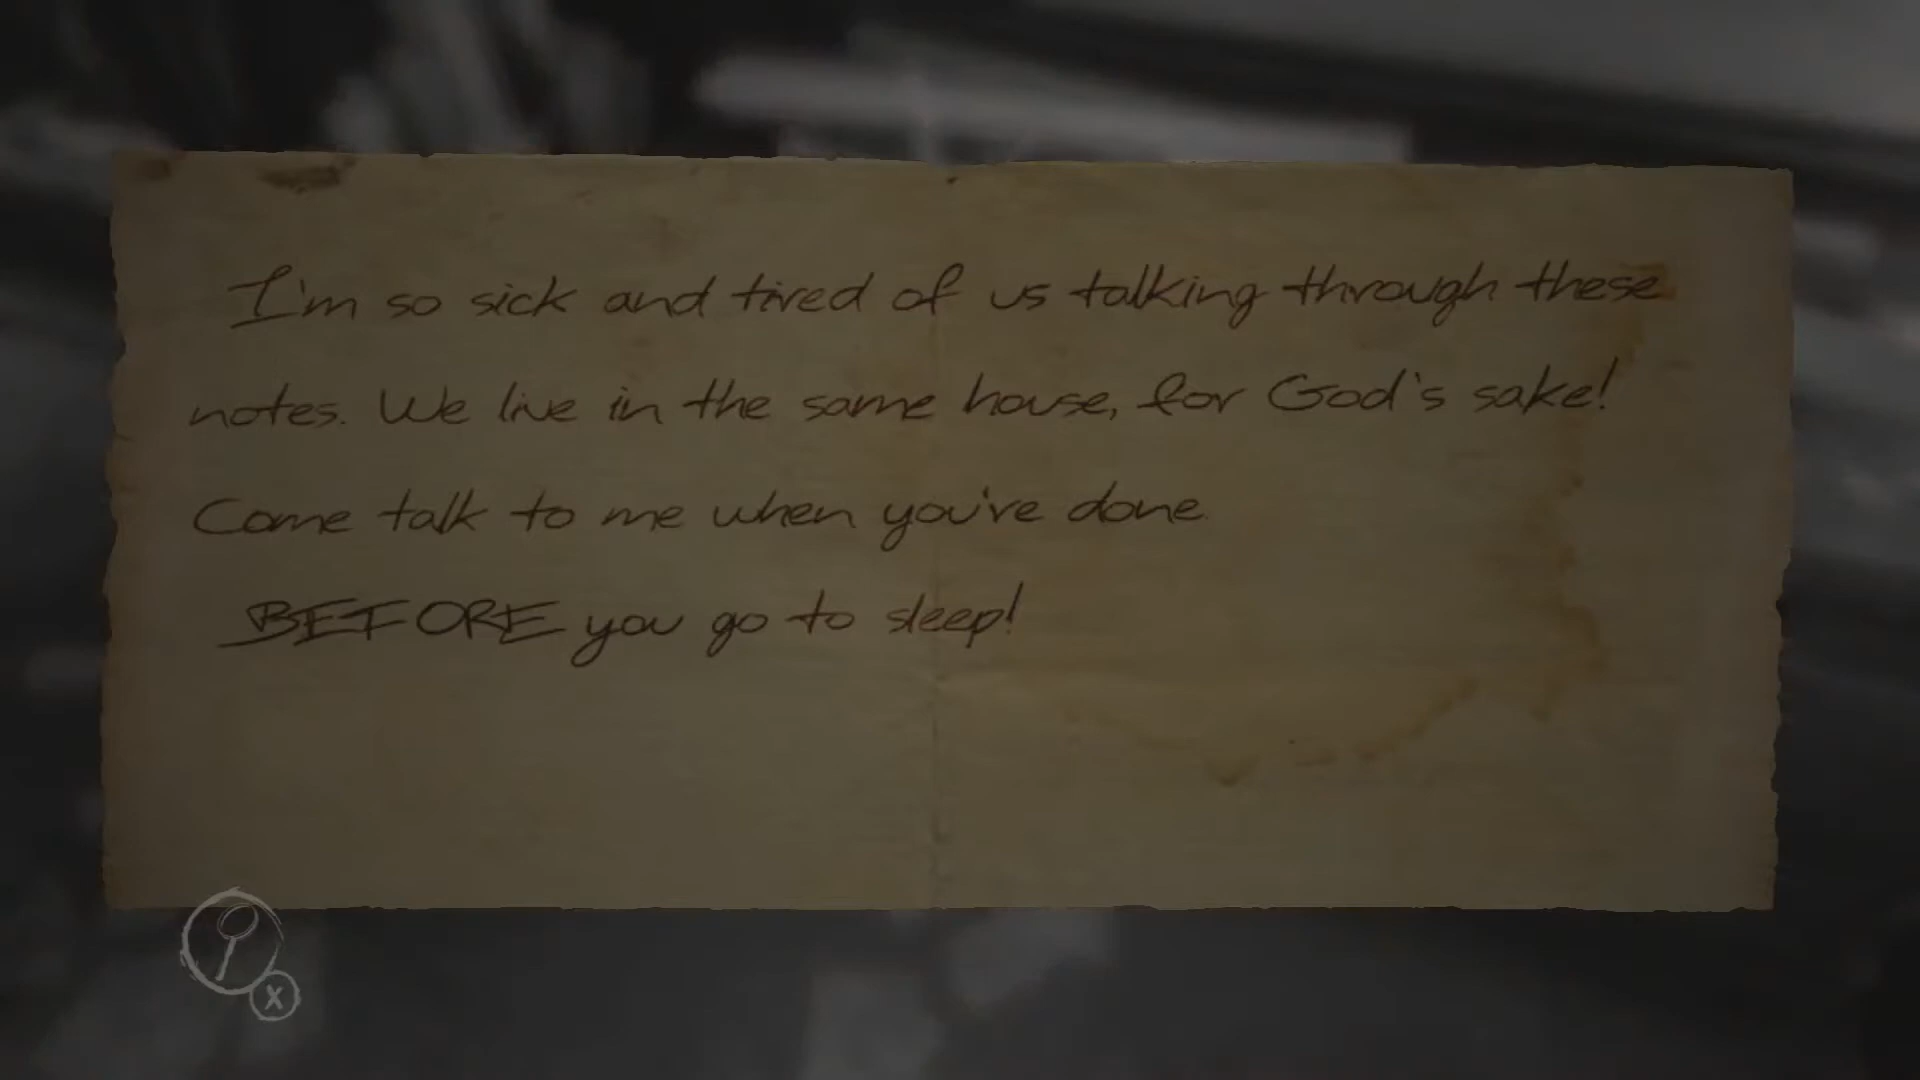 I'm so sick and tired of us talking through these
notes. We live in the same house, for God's sake!
Come talk to me when you're done.
BEFORE you go to sleep!
X